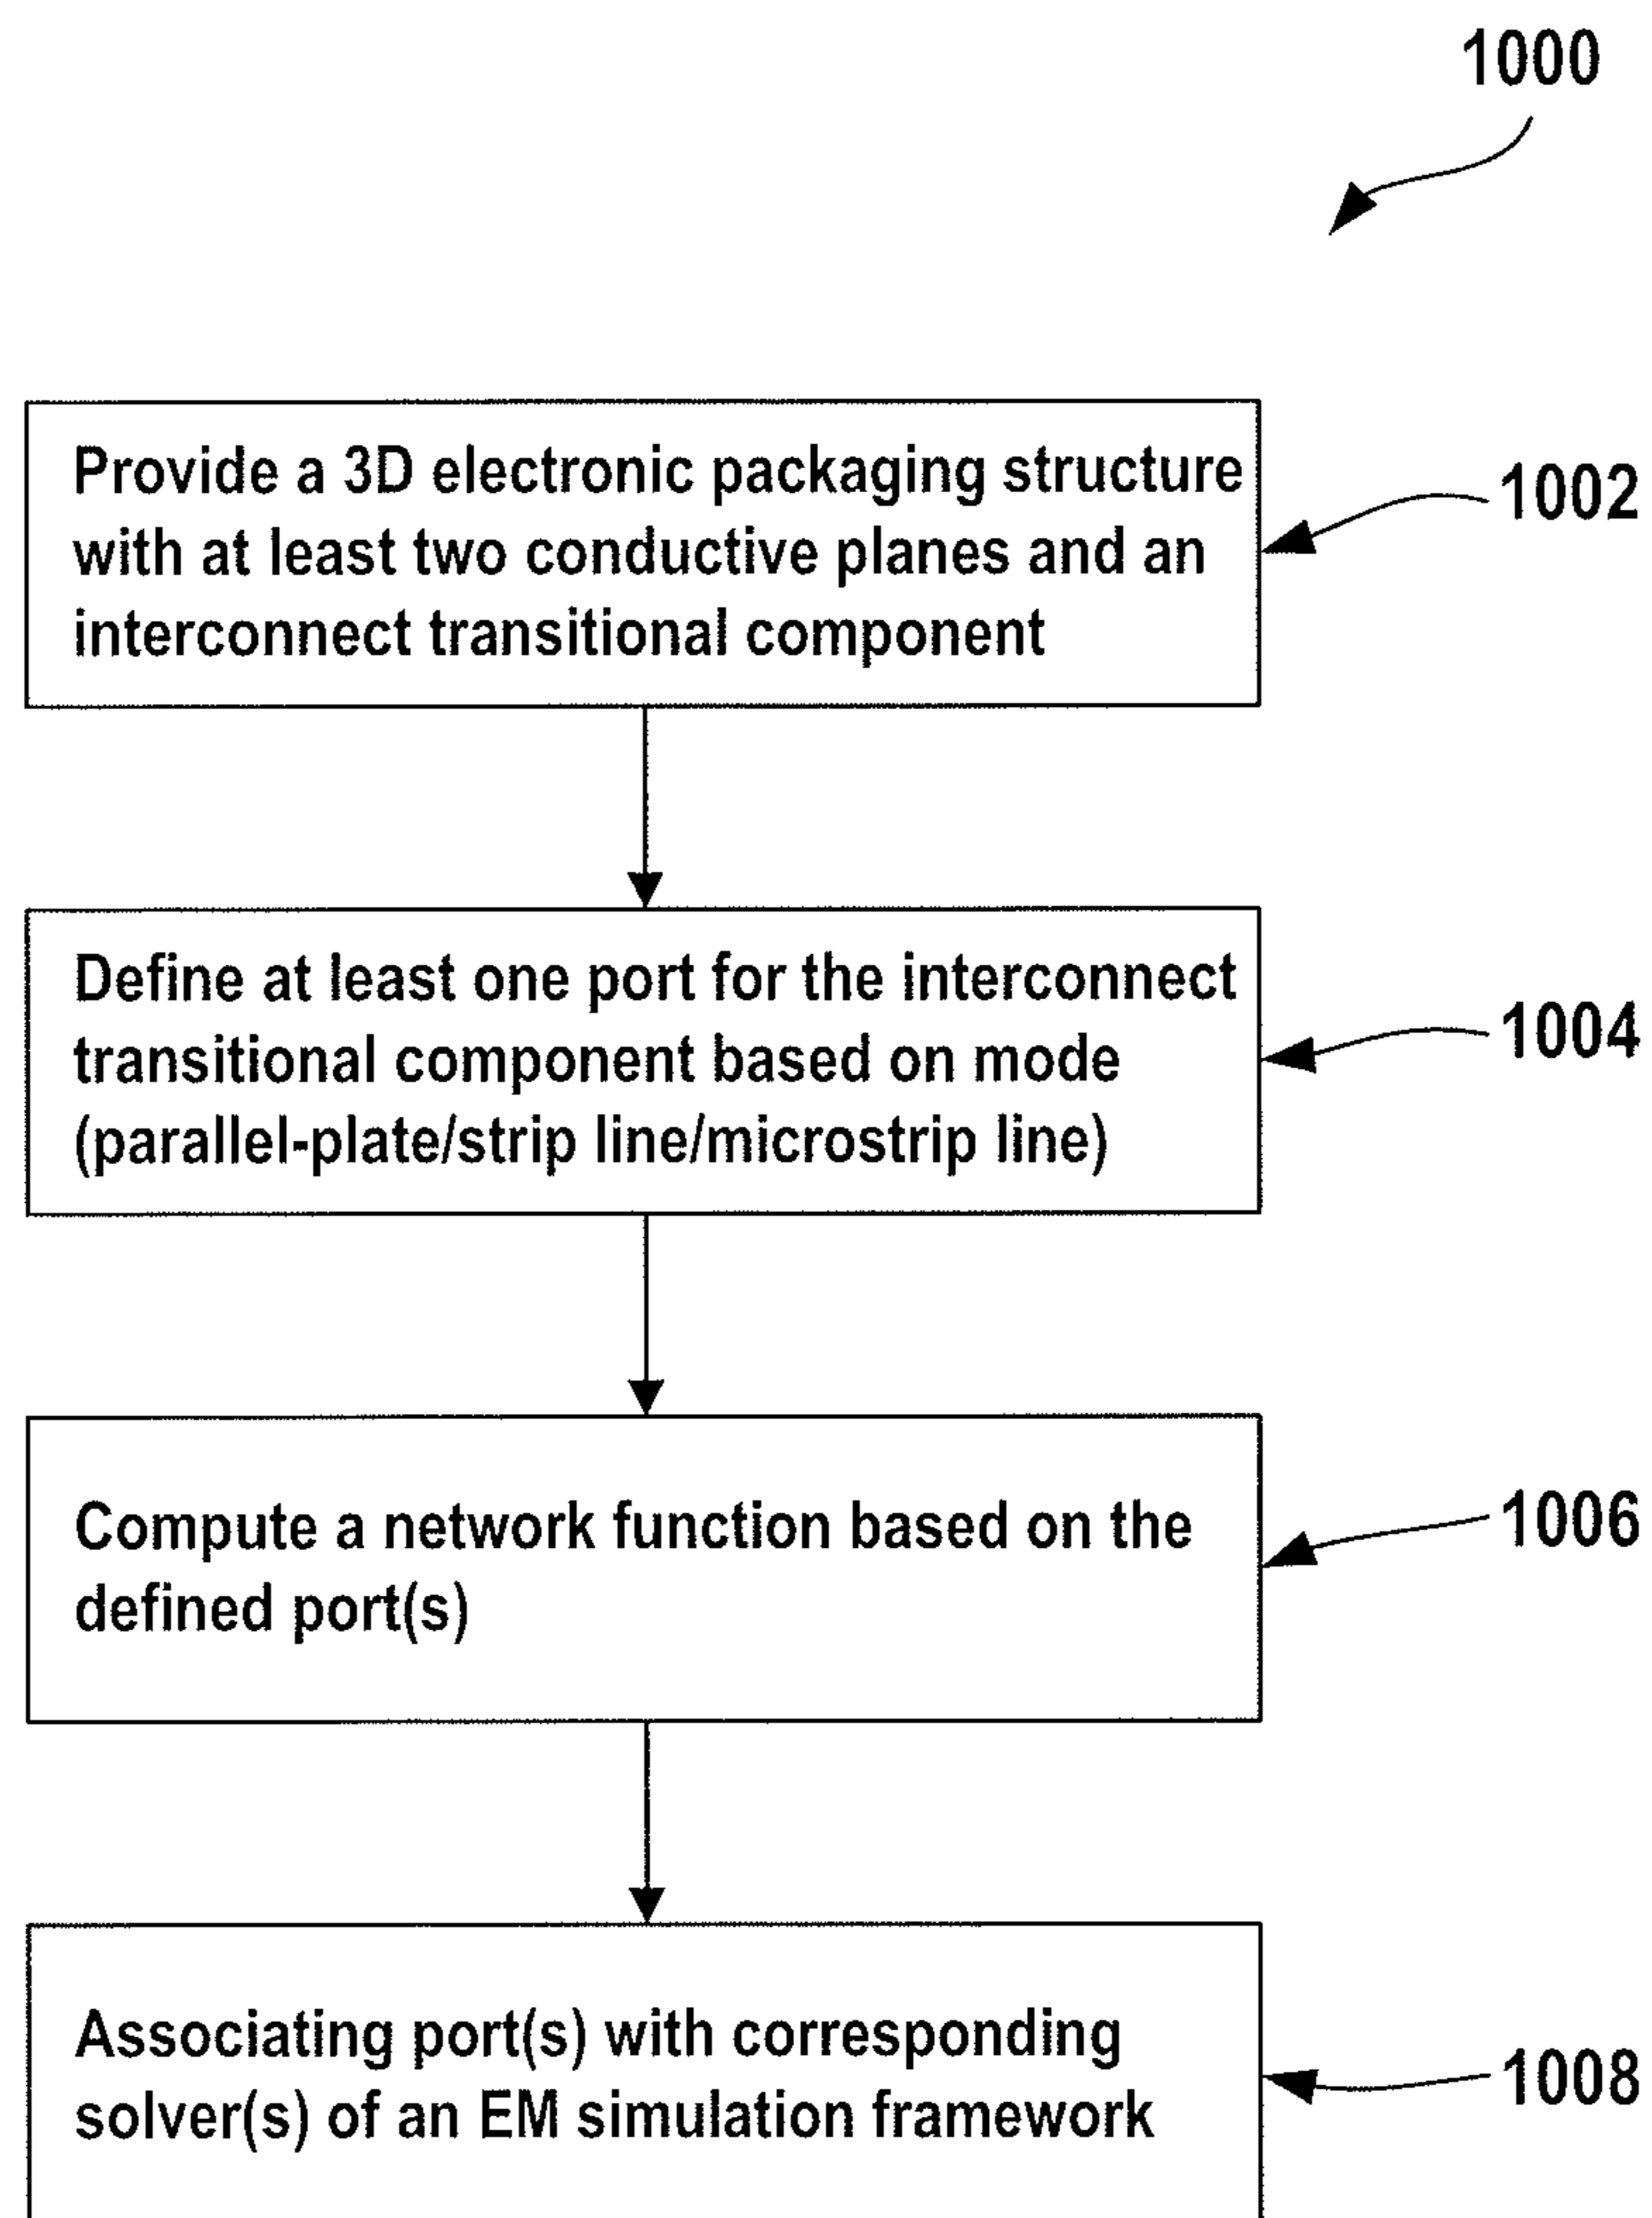 1000
Provide a 3D electronic packaging structure
with at least two conductive planes and an
interconnect transitional component
1002
Define at least one port for the interconnect
transitional component based on mode
(parallel-plate/strip line/microstrip line)
1004
Compute a network function based on the
defined port(s)
1006
Associating port(s) with corresponding
solver(s) of an EM simulation framework
1008